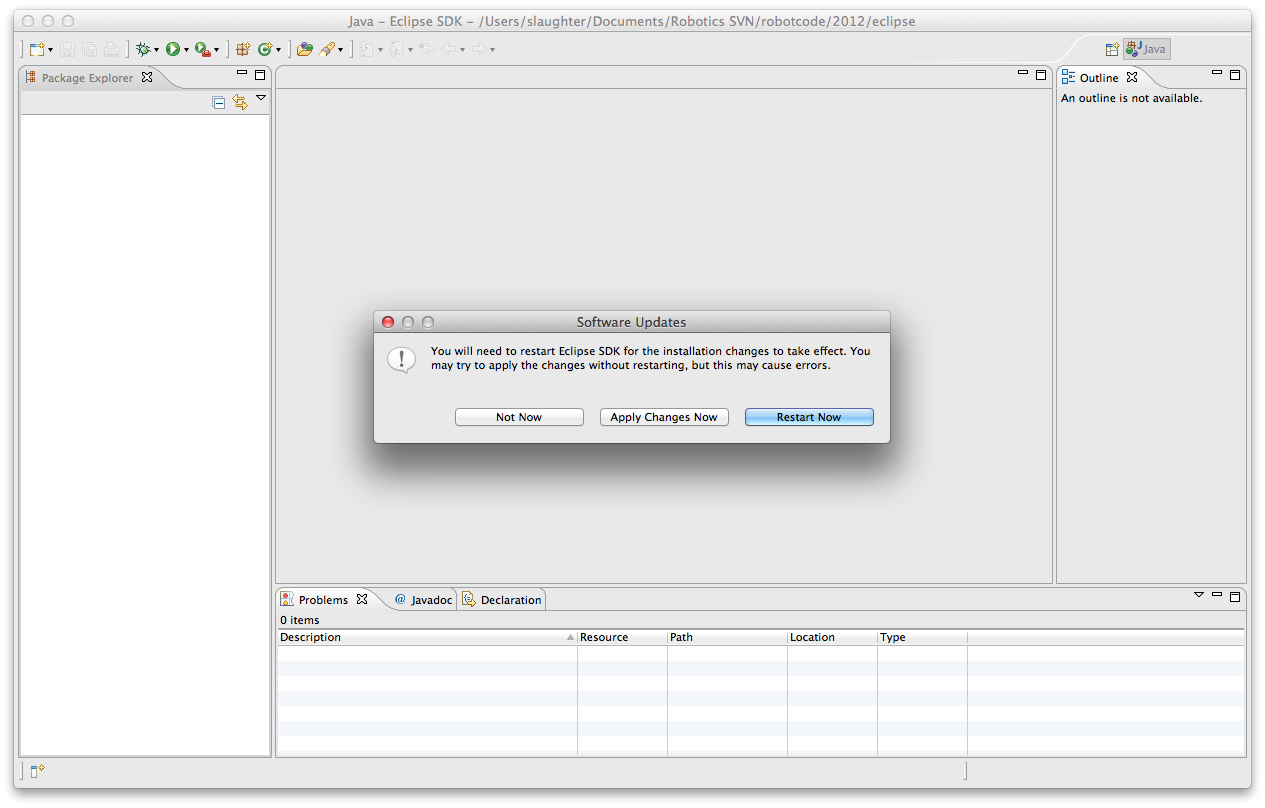 Java – Eclipse SDK – /Users/slaughter/Documents/Robotics SVN/robotcode/2012/eclipse
Java
Package Explorer
Outline
An outline is not available.
Software Updates
You will need to restart Eclipse SDK for the installation changes to take effect. You
may try to apply the changes without restarting, but this may cause errors.
Not Now Apply Changes Now Restart Now
Problems @ Javadoc Declaration
0 items
Description Resource Path Location Type